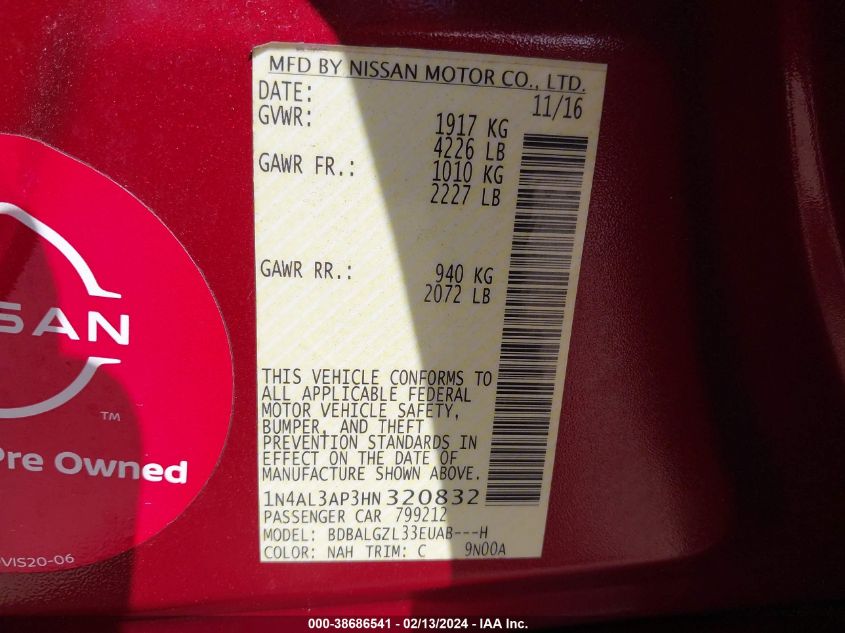 MFD BY NISSAN MOTOR CO., LTD.
DATE: 11/16
GVWR: 1917 KG
4226 LB
GAWR FR.: 1010 KG
2227 LB
GAWR RR.: 940 KG
2072 LB
THIS VEHICLE CONFORMS TO
ALL APPLICABLE FEDERAL
MOTOR VEHICLE SAFETY,
BUMPER, AND THEFT
PREVENTION STANDARDS IN
EFFECT ON THE DATE OF
MANUFACTURE SHOWN ABOVE.
1N4AL3AP3HN320832
PASSENGER CAR 799212
MODEL: BDBALGZL33EUAB---H
COLOR: NAH TRIM: C 9N00A
SSAN
TM
Pre Owned
VIS20-06
000-38686541 - 02/13/2024 - IAA Inc.